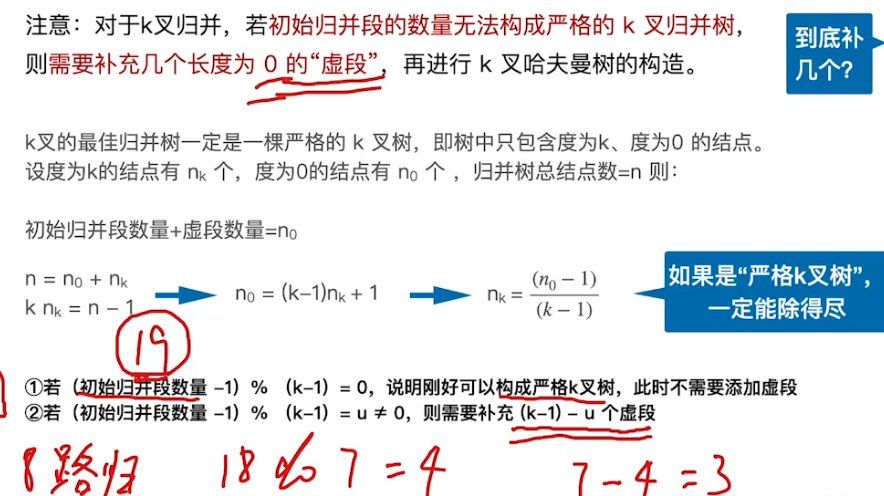 注意：对于k叉归并，若初始归并段的数量无法构成严格的 k 叉归并树，
则需要补充几个长度为 0 的“虚段”，再进行 k 叉哈夫曼树的构造。
到底补
几个？
k叉的最佳归并树一定是一棵严格的 k 叉树，即树中只包含度为k、度为0 的结点。
设度为k的结点有 nₖ 个，度为0的结点有 n₀ 个 ，归并树总结点数=n 则：
初始归并段数量+虚段数量=n₀
n = n₀ + nₖ
k nₖ = n – 1
n₀ = (k–1)nₖ + 1
nₖ = (n₀ – 1) / (k – 1)
如果是“严格k叉树”，
一定能除得尽
19
①若（初始归并段数量 –1）% （k–1）= 0，说明刚好可以构成严格k叉树，此时不需要添加虚段
②若（初始归并段数量 –1）% （k–1）= u ≠ 0，则需要补充 (k–1) – u 个虚段
8路归 18 % 7 = 4 7 – 4 = 3